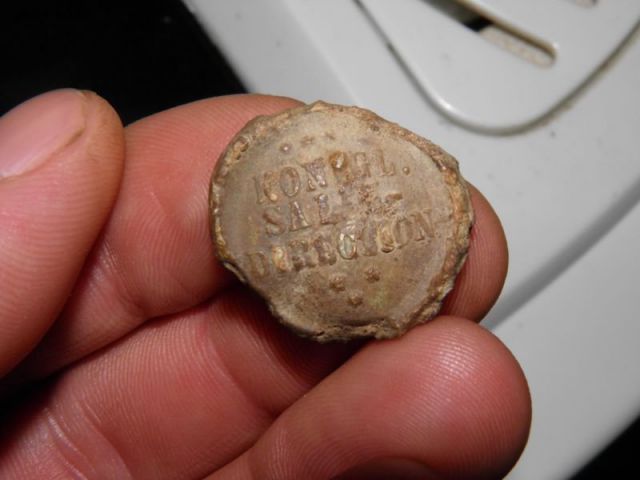 KONIGL.
SALZ-
DIRECTION